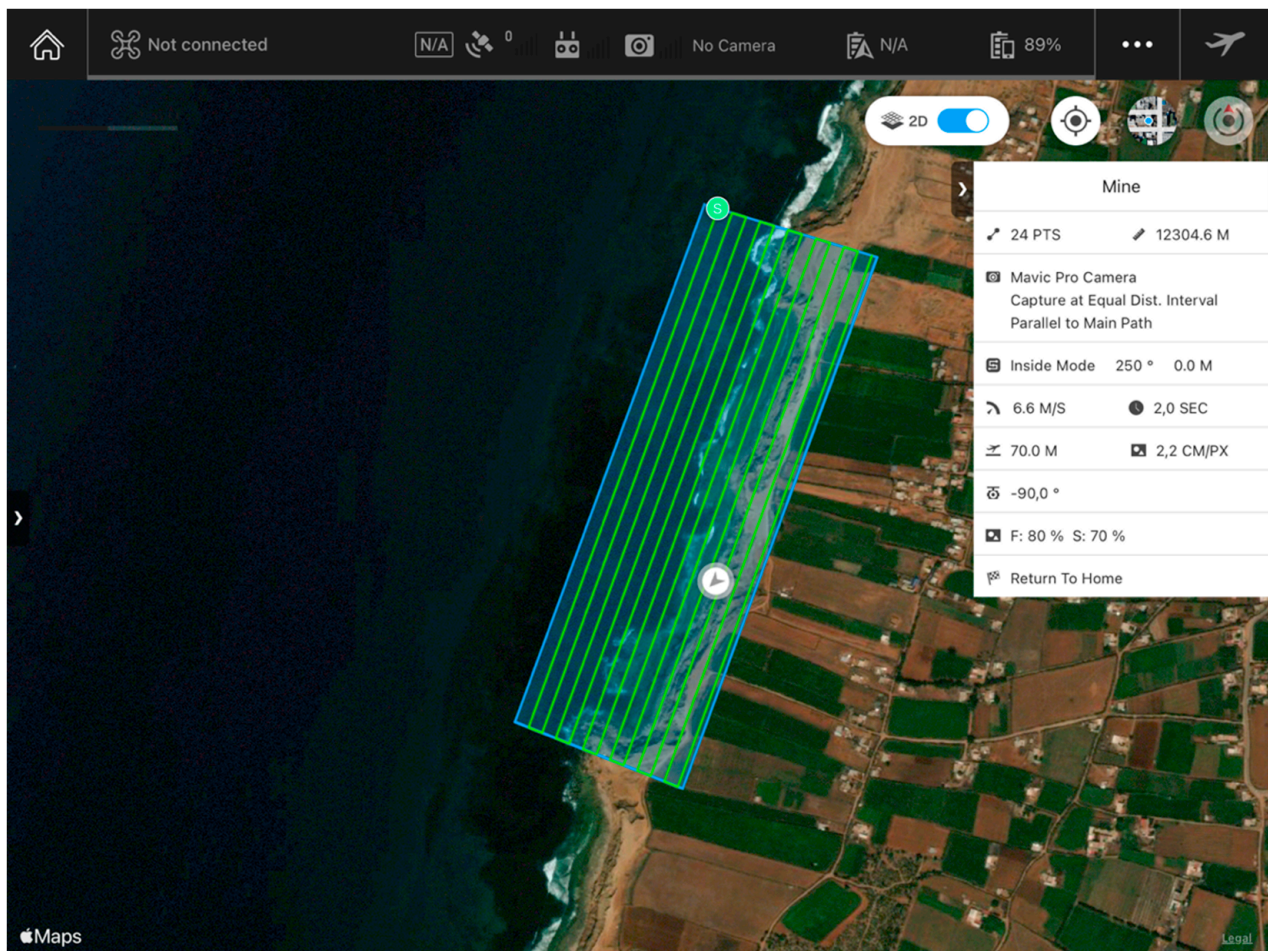 Not connected
N/A
0
No Camera
N/A
89%
2D
Mine
24 PTS 12304.6 M
Mavic Pro Camera
Capture at Equal Dist. Interval
Parallel to Main Path
Inside Mode 250 ° 0.0 M
6.6 M/S 2,0 SEC
70.0 M 2,2 CM/PX
-90,0 °
F: 80 % S: 70 %
Return To Home
S
Maps
Legal